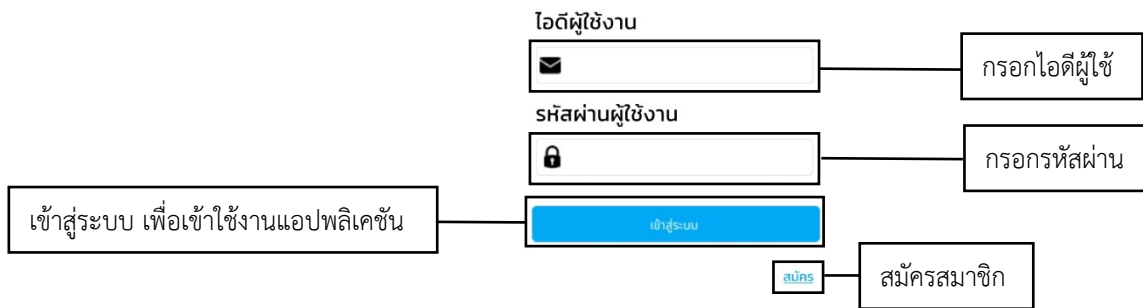 ไอดีผู้ใช้งาน
กรอกไอดีผู้ใช้
รหัสผ่านผู้ใช้งาน
กรอกรหัสผ่าน
เข้าสู่ระบบ เพื่อเข้าใช้งานแอปพลิเคชัน
เข้าสู่ระบบ
สมัคร
สมัครสมาชิก